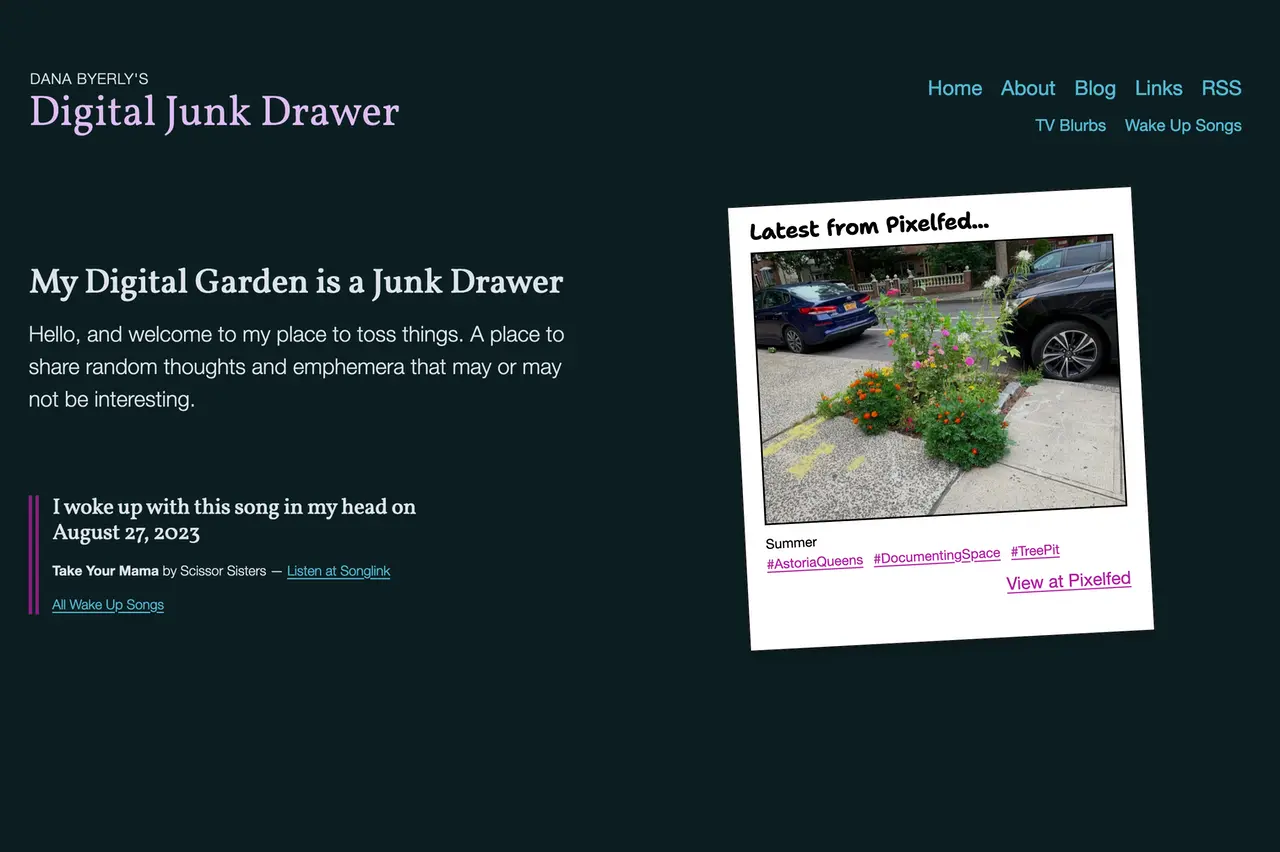 DANA BYERLY'S
Digital Junk Drawer
Home About Blog Links RSS
TV Blurbs Wake Up Songs
My Digital Garden is a Junk Drawer
Hello, and welcome to my place to toss things. A place to
share random thoughts and emphemera that may or may
not be interesting.
I woke up with this song in my head on
August 27, 2023
Take Your Mama by Scissor Sisters — Listen at Songlink
All Wake Up Songs
Latest from Pixelfed...
Summer
#AstoriaQueens #DocumentingSpace #TreePit
View at Pixelfed